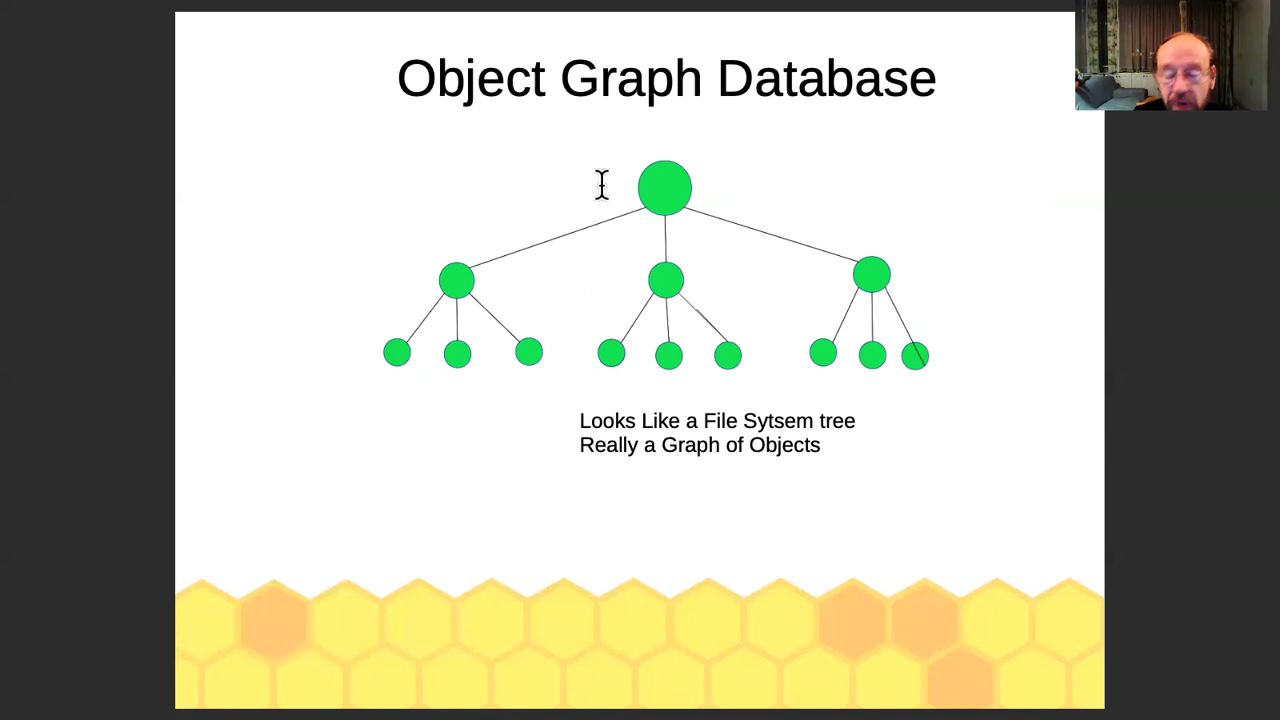 Object Graph Database
Looks Like a File Sytsem tree
Really a Graph of Objects